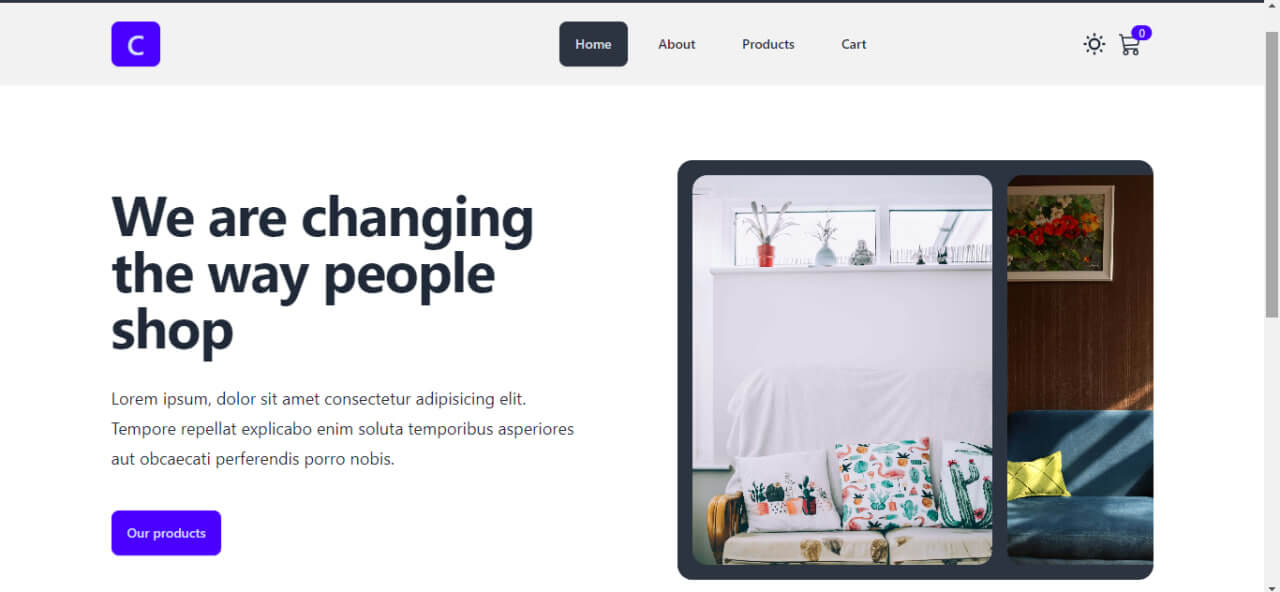 C
Home
About
Products
Cart
0
We are changing
the way people
shop
Lorem ipsum, dolor sit amet consectetur adipisicing elit.
Tempore repellat explicabo enim soluta temporibus asperiores
aut obcaecati perferendis porro nobis.
Our products